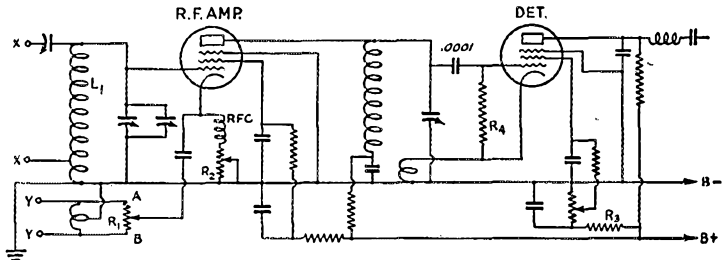 R.F. AMP.
DET.
X
.0001
L1
RFC
R4
R2
X
B-
Y
A
R1
R3
Y
B
B+